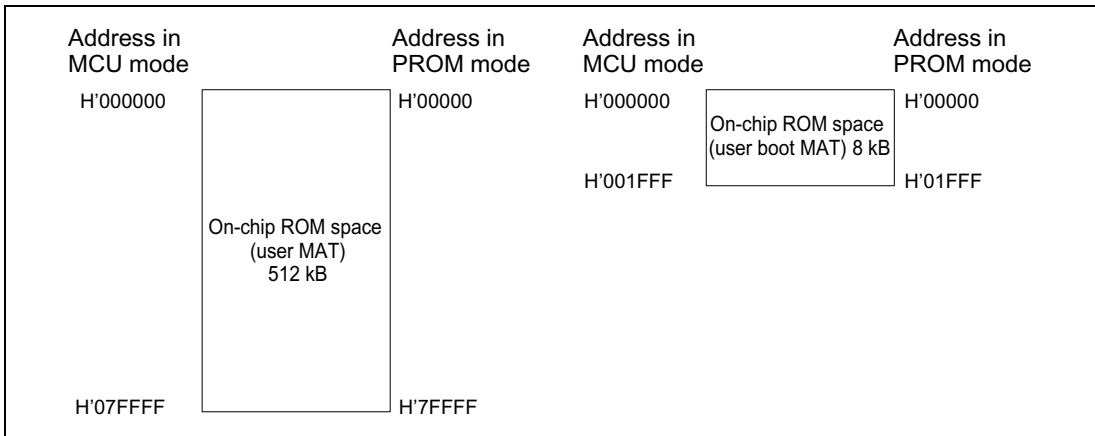 Address in
MCU mode
Address in
PROM mode
H'000000
H'00000
On-chip ROM space
(user MAT)
512 kB
H'07FFFF
H'7FFFF
Address in
MCU mode
Address in
PROM mode
H'000000
H'00000
On-chip ROM space
(user boot MAT) 8 kB
H'001FFF
H'01FFF